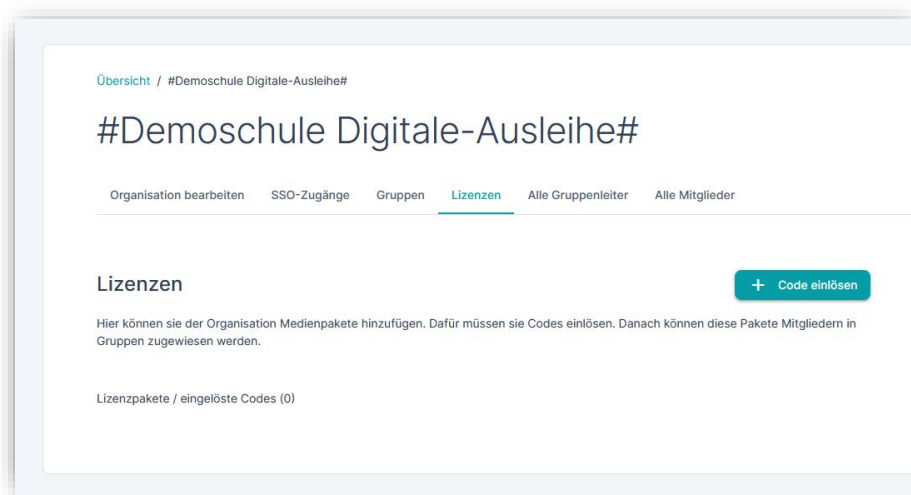 Übersicht / #Demoschule Digitale-Ausleihe#
#Demoschule Digitale-Ausleihe#
Organisation bearbeiten SSO-Zugänge Gruppen Lizenzen Alle Gruppenleiter Alle Mitglieder
Lizenzen
+ Code einlösen
Hier können sie der Organisation Medienpakete hinzufügen. Dafür müssen sie Codes einlösen. Danach können diese Pakete Mitgliedern in
Gruppen zugewiesen werden.
Lizenzpakete / eingelöste Codes (0)